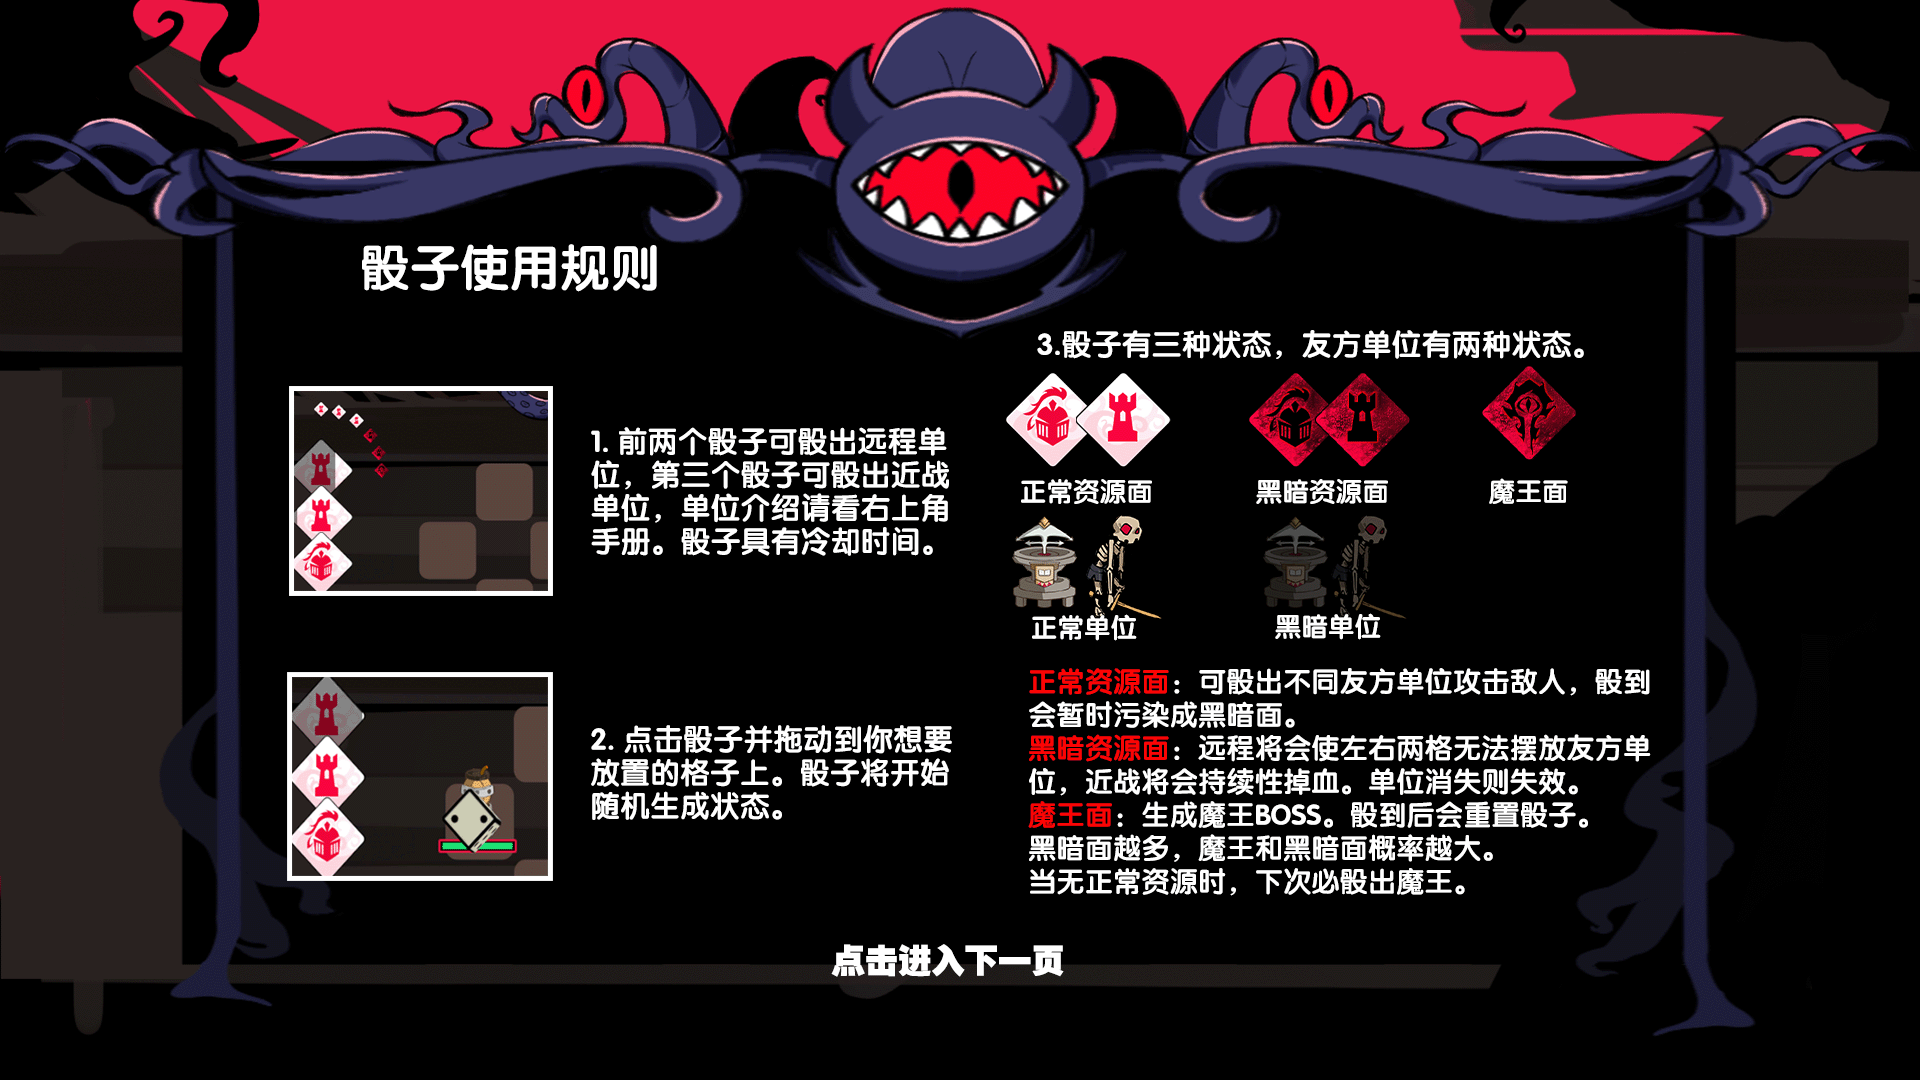 骰子使用规则
1. 前两个骰子可骰出远程单
位，第三个骰子可骰出近战
单位，单位介绍请看右上角
手册。骰子具有冷却时间。
2. 点击骰子并拖动到你想要
放置的格子上。骰子将开始
随机生成状态。
3.骰子有三种状态，友方单位有两种状态。
正常资源面
黑暗资源面
魔王面
正常单位
黑暗单位
正常资源面：可骰出不同友方单位攻击敌人，骰到
会暂时污染成黑暗面。
黑暗资源面：远程将会使左右两格无法摆放友方单
位，近战将会持续性掉血。单位消失则失效。
魔王面：生成魔王BOSS。骰到后会重置骰子。
黑暗面越多，魔王和黑暗面概率越大。
当无正常资源时，下次必骰出魔王。
点击进入下一页